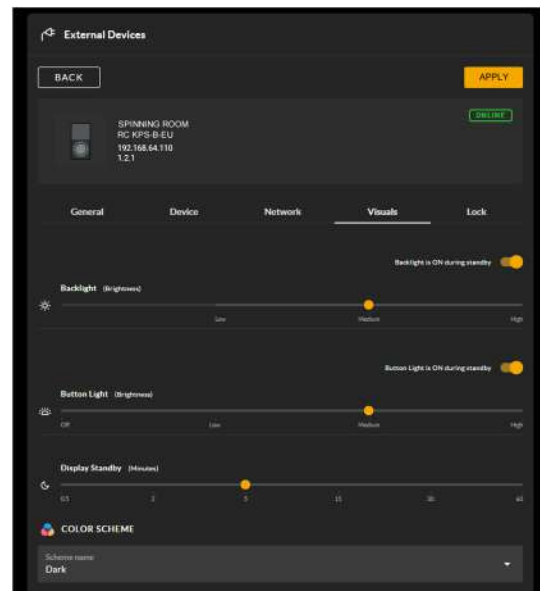 External Devices
BACK
APPLY
SPINNING ROOM
RC KPS-B-EU
192.168.64.110
1.2.1
ONLINE
General Device Network Visuals Lock
Backlight is ON during standby
Backlight (Brightness)
Low Medium High
Button Light is ON during standby
Button Light (Brightness)
Off Low Medium High
Display Standby (Minutes)
0.5 2 5 15 30 60
COLOR SCHEME
Scheme name
Dark